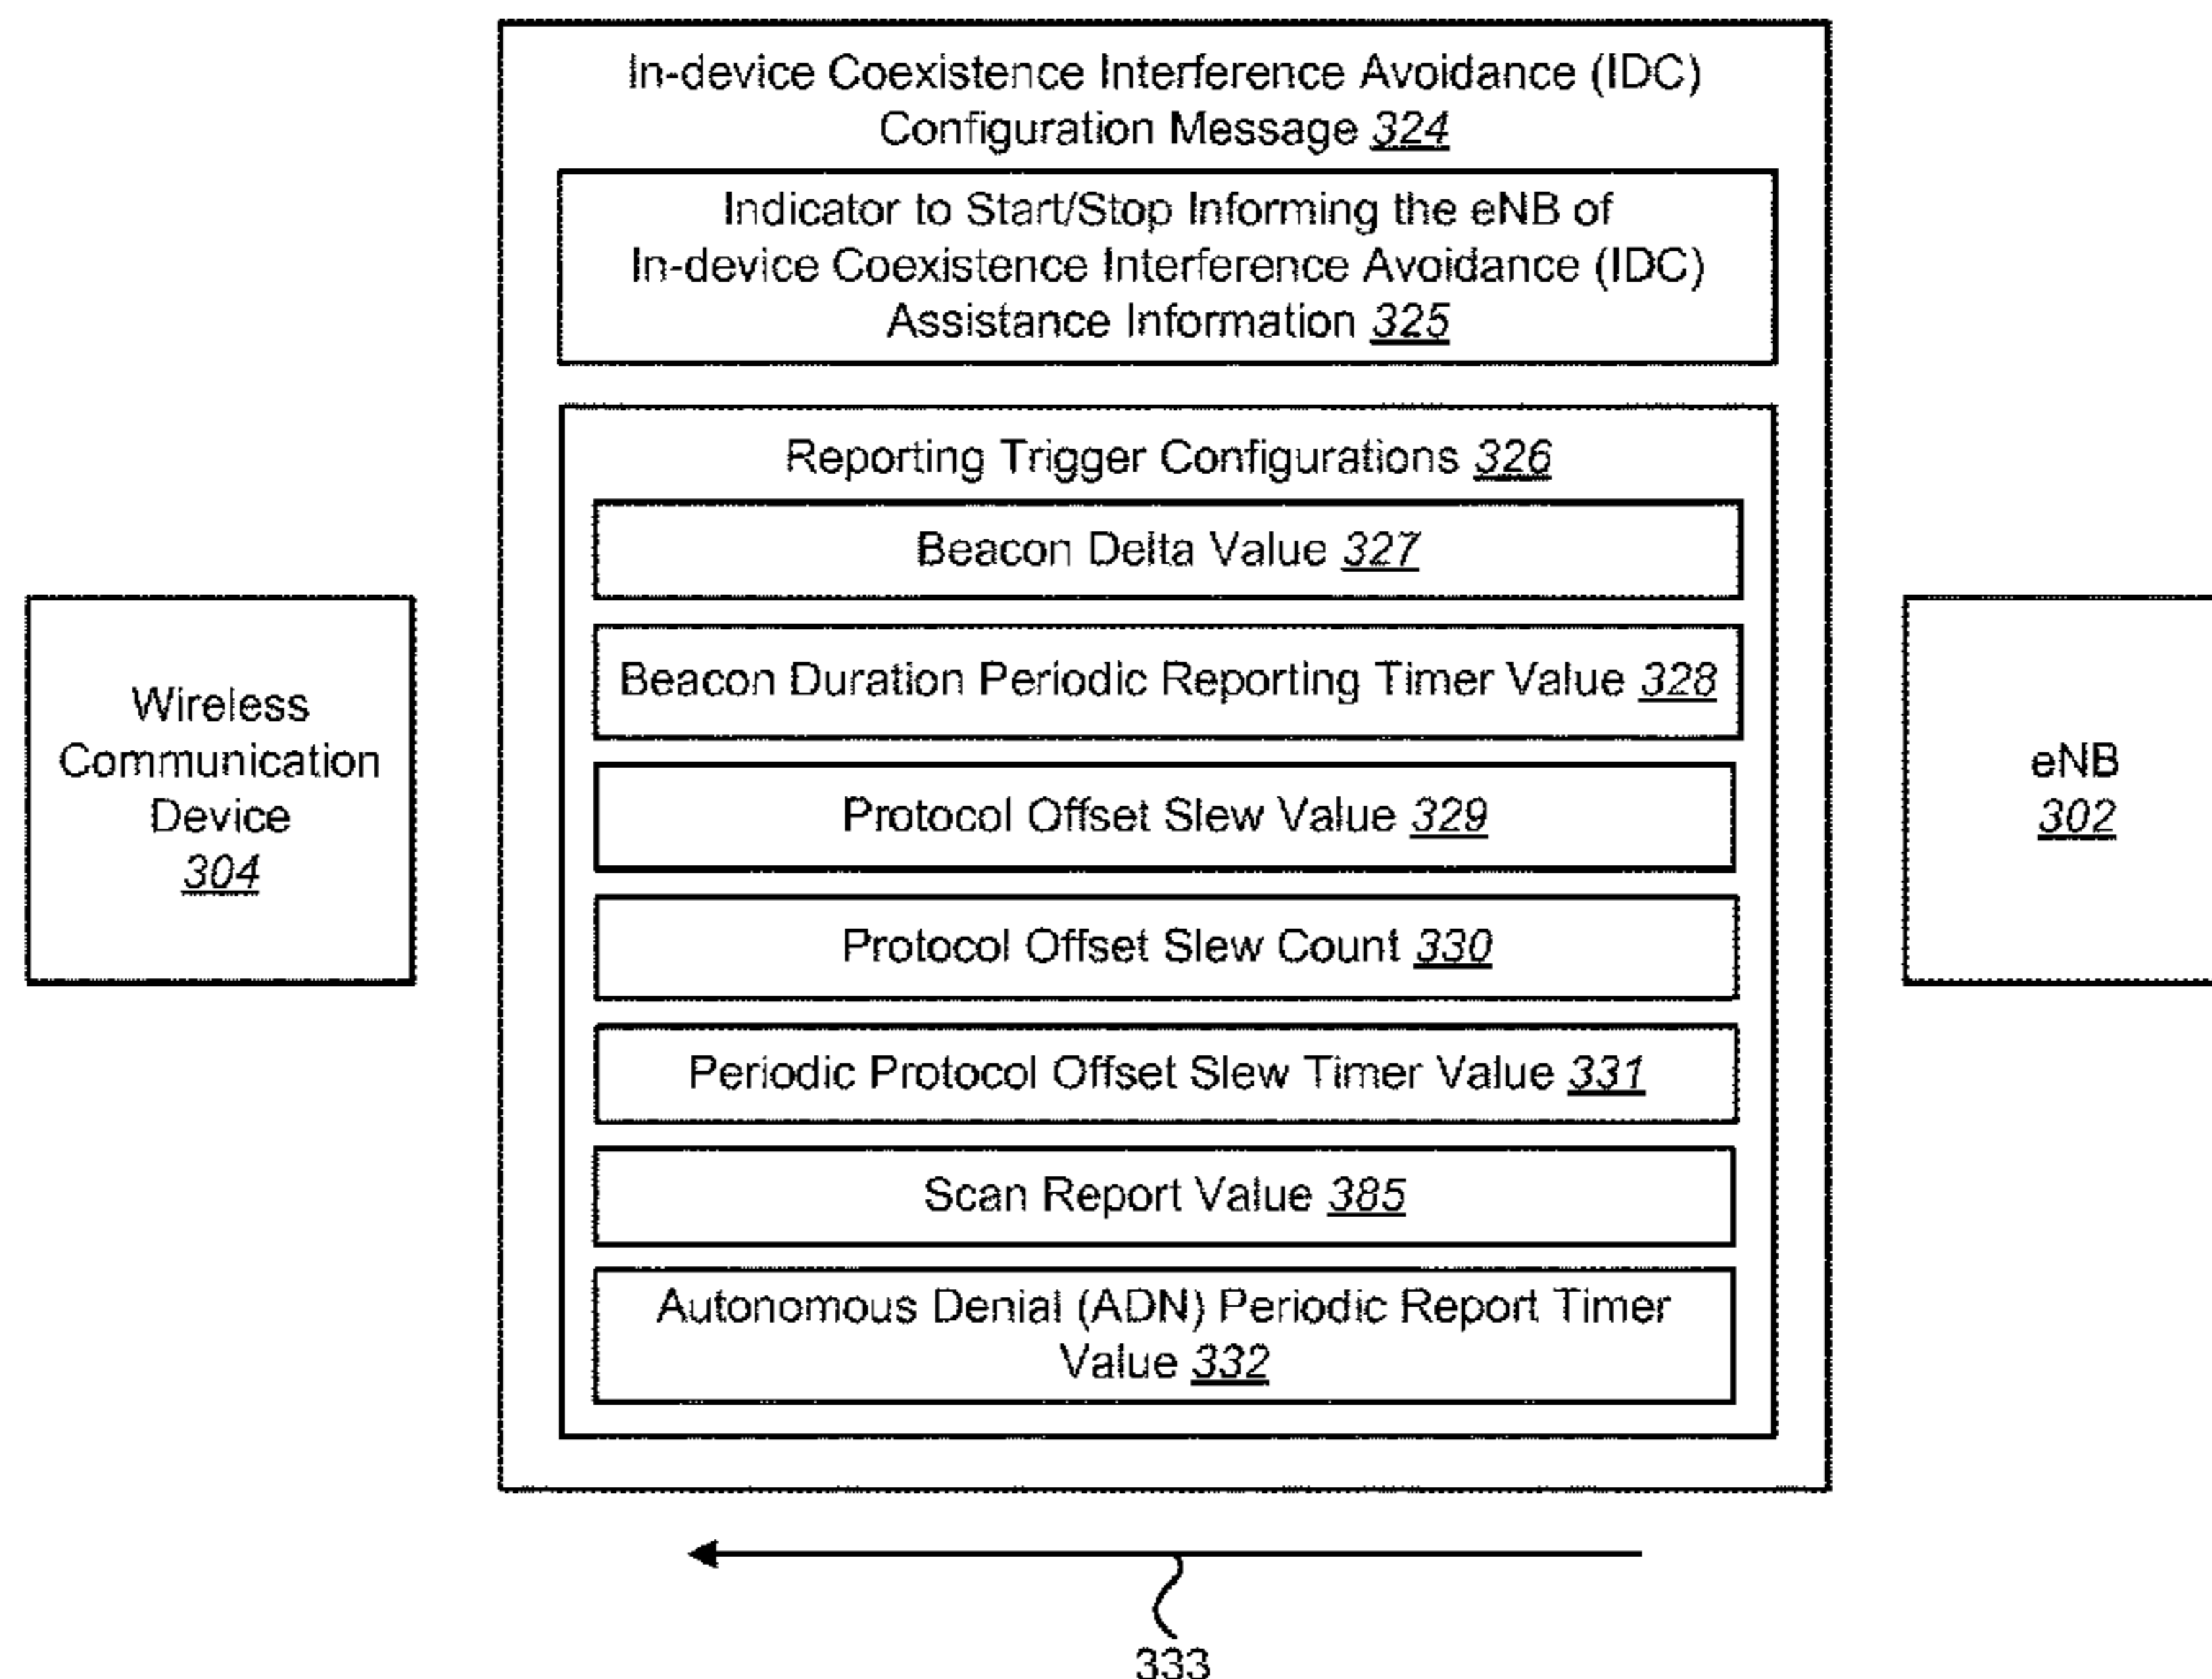 In-device Coexistence Interference Avoidance (IDC)
Configuration Message 324
Indicator to Start/Stop Informing the eNB of
In-device Coexistence Interference Avoidance (IDC)
Assistance Information 325
Reporting Trigger Configurations 326
Beacon Delta Value 327
Beacon Duration Periodic Reporting Timer Value 328
Protocol Offset Slew Value 329
Protocol Offset Slew Count 330
Periodic Protocol Offset Slew Timer Value 331
Scan Report Value 385
Autonomous Denial (ADN) Periodic Report Timer
Value 332
Wireless
Communication
Device
304
eNB
302
333